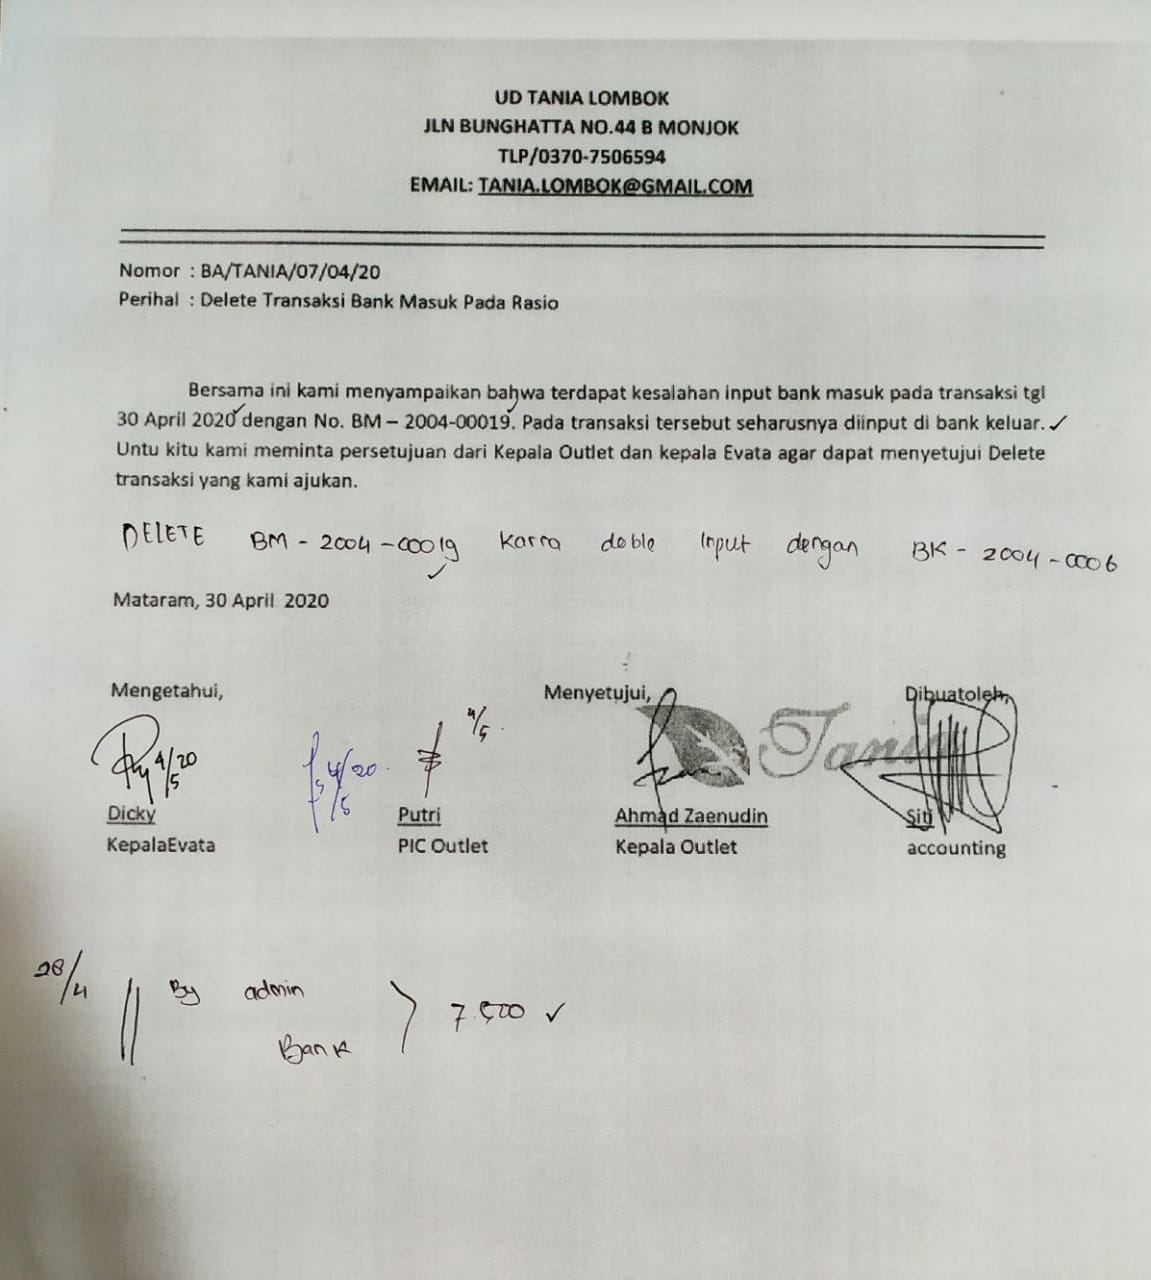 UD TANIA LOMBOK
JLN BUNGHATTA NO.44 B MONJOK
TLP/0370-7506594
EMAIL: TANIA.LOMBOK@GMAIL.COM
Nomor : BA/TANIA/07/04/20
Perihal : Delete Transaksi Bank Masuk Pada Rasio
Bersama ini kami menyampaikan bahwa terdapat kesalahan input bank masuk pada transaksi tgl
30 April 2020 dengan No. BM – 2004-00019. Pada transaksi tersebut seharusnya diinput di bank keluar.
Untu kitu kami meminta persetujuan dari Kepala Outlet dan kepala Evata agar dapat menyetujui Delete
transaksi yang kami ajukan.
DELETE BM - 2004 - 00019 karna doble Input dengan BK - 2004 - 0006
Mataram, 30 April 2020
Mengetahui, Menyetujui, Dibuatoleh,
4/5 20 4/5 20 4/5 Tania
Dicky Putri Ahmad Zaenudin Siti
KepalaEvata PIC Outlet Kepala Outlet accounting
28/4 By admin 7.500
Bank